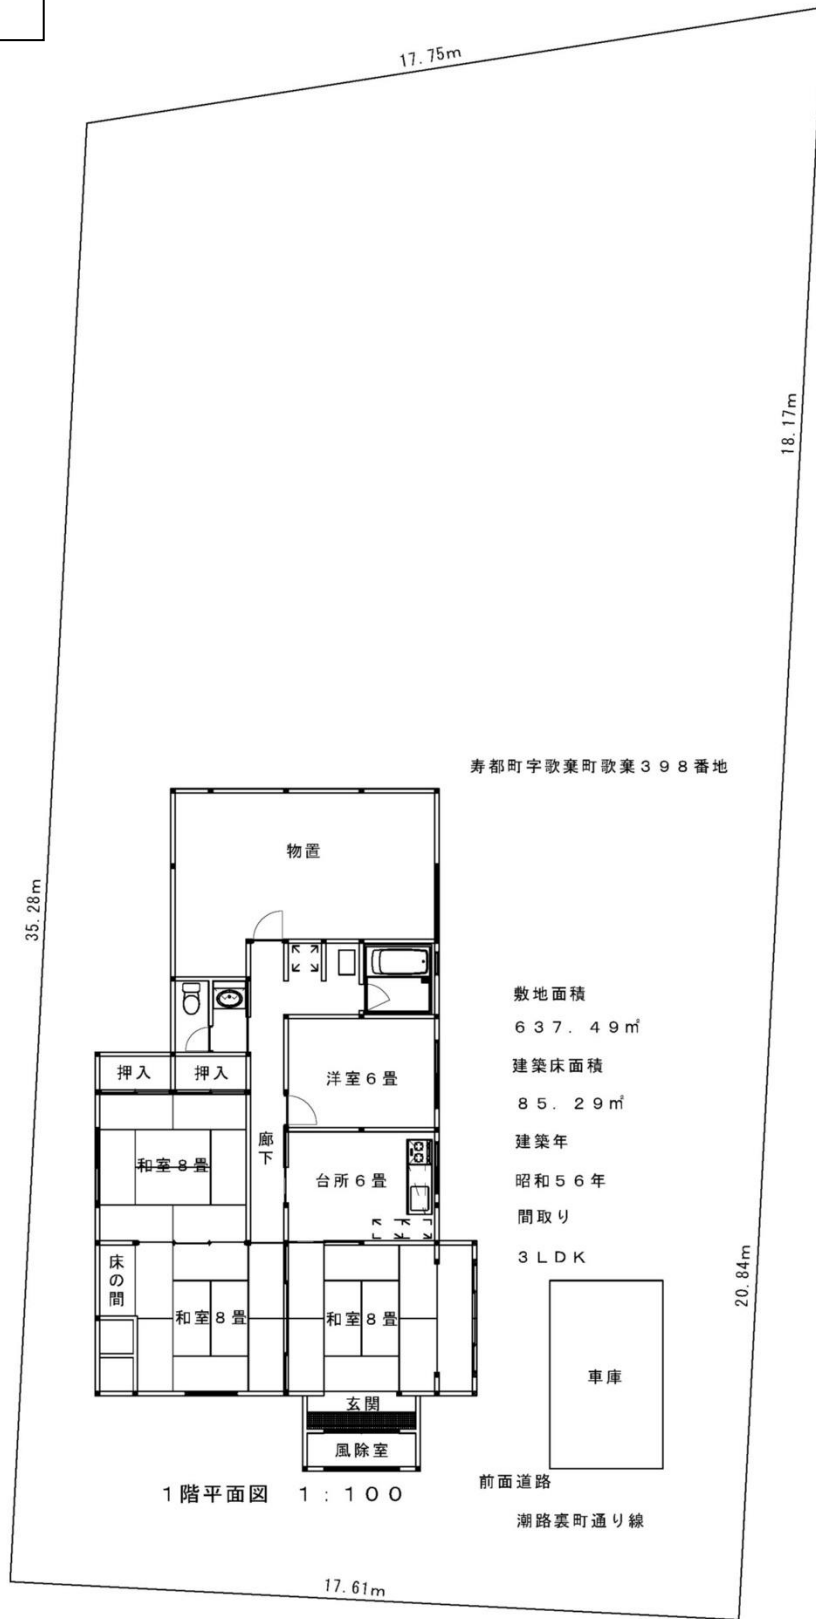 17.75m
18.17m
寿都町字歌棄町歌棄398番地
物置
35.28m
敷地面積
637.49㎡
押入
押入
洋室6畳
建築床面積
85.29㎡
建築年
廊下
和室8畳
台所6畳
昭和56年
間取り
3LDK
床の間
20.84m
和室8畳
和室8畳
車庫
玄関
風除室
1階平面図 1:100
前面道路
潮路裏町通り線
17.61m